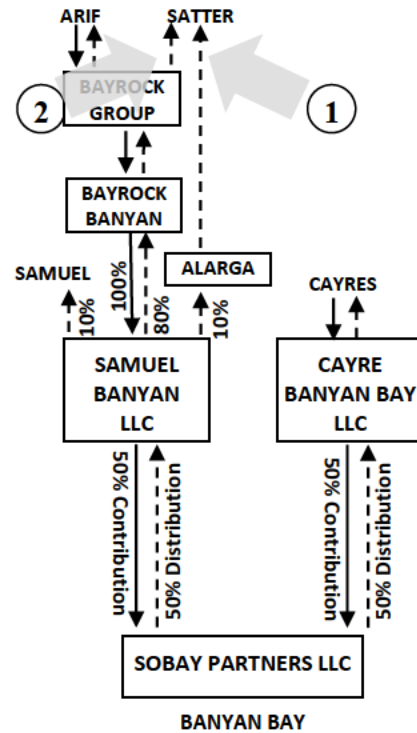 ARIF
SATTER
BAYROCK
GROUP
2
1
BAYROCK
BANYAN
SAMUEL
10%
100%
80%
ALARGA
10%
CAYRES
SAMUEL
BANYAN
LLC
CAYRE
BANYAN BAY
LLC
50% Contribution
50% Distribution
50% Contribution
50% Distribution
SOBAY PARTNERS LLC
BANYAN BAY